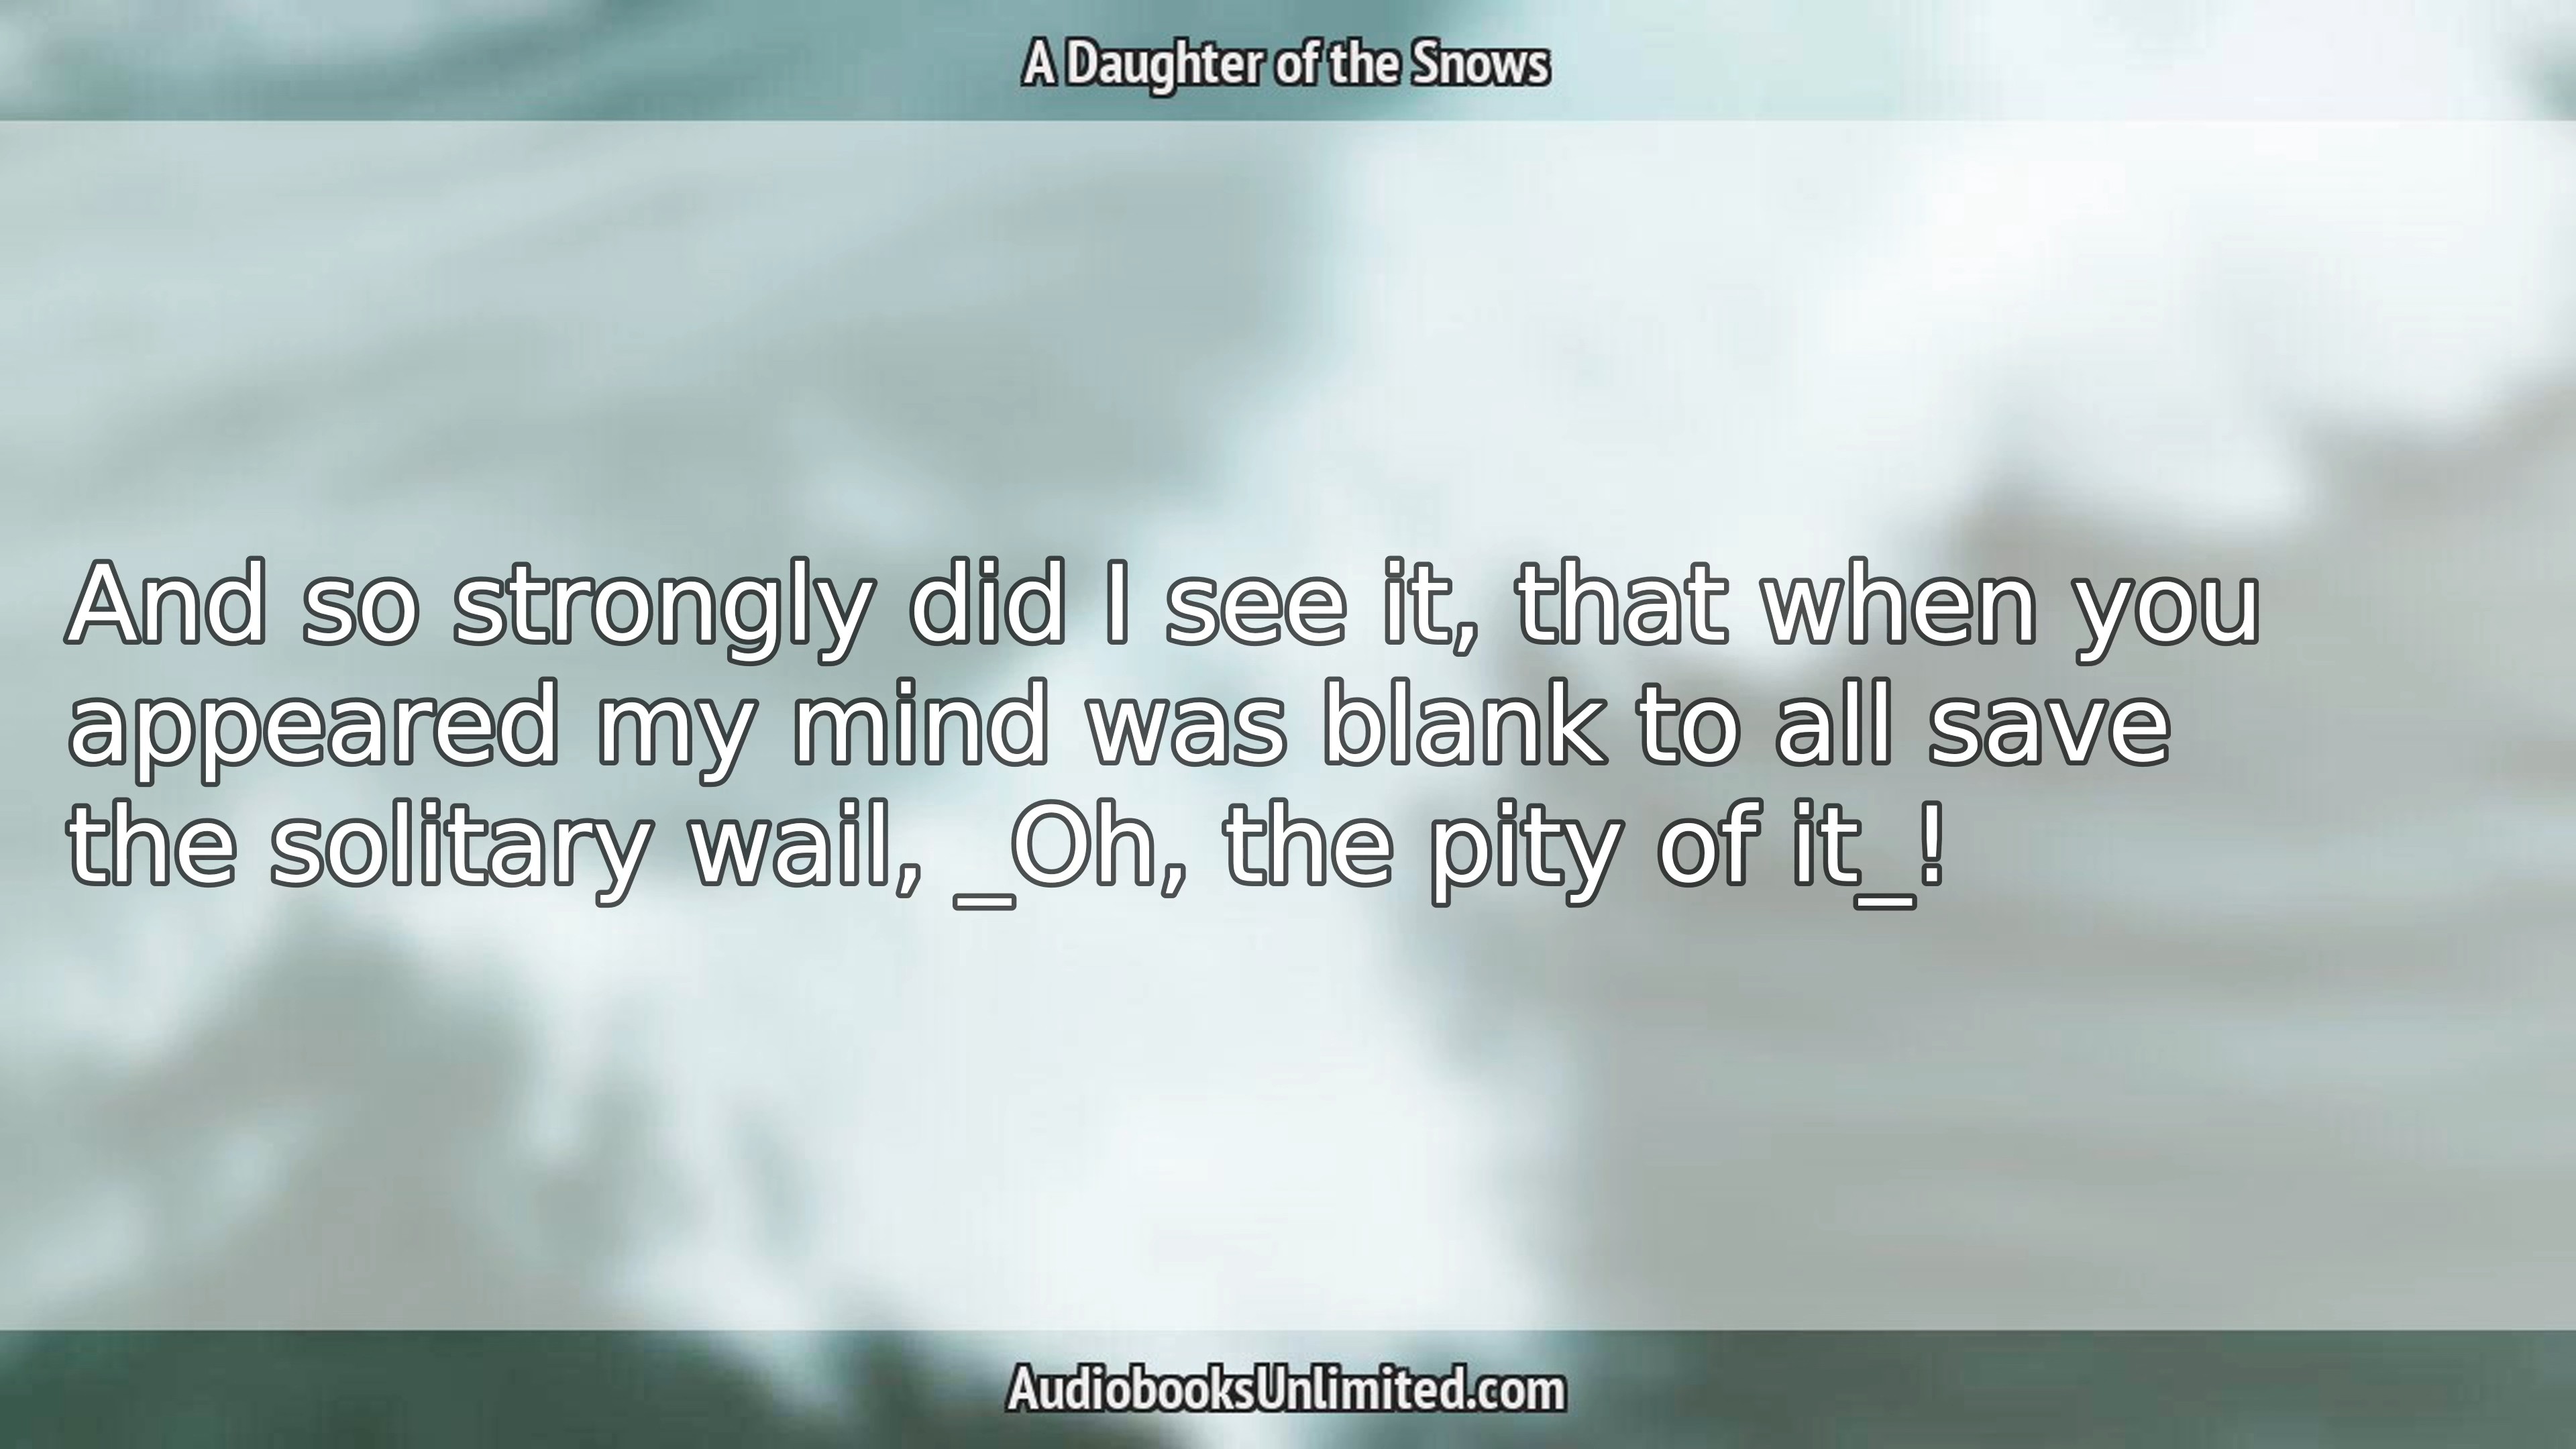 A Daughter of the Snows
And so strongly did I see it, that when you
appeared my mind was blank to all save
the solitary wail, _Oh, the pity of it_!
AudiobooksUnlimited.com